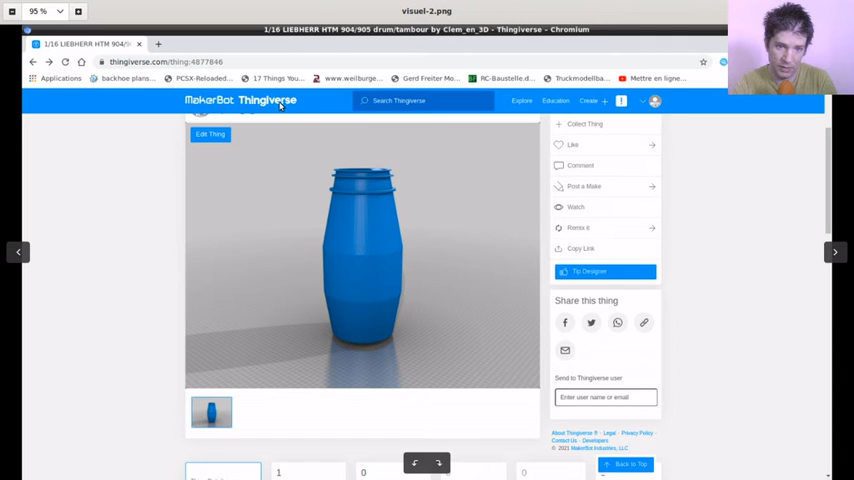 95 %
visuel-2.png
1/16 LIEBHERR HTM 904/905 drum/tambour by Clem_en_3D - Thingiverse - Chromium
1/16 LIEBHERR HTM 904/90
thingiverse.com/thing:4877846
Applications
backhoe plans...
PCSX-Reloaded...
17 Things You...
www.weilburge...
Gerd Freiter Mo...
RC-Baustelle.d...
Truckmodellba...
Mettre en ligne...
MakerBot Thingiverse
Search Thingiverse
Explore
Education
Create +
!
Edit Thing
Collect Thing
Like
Comment
Post a Make
Watch
Remix it
Copy Link
Tip Designer
Share this thing
Send to Thingiverse user
Enter user name or email
About Thingiverse ® Legal Privacy Policy
Contact Us Developers
© 2021 MakerBot Industries, LLC
Back to Top
1
0
0